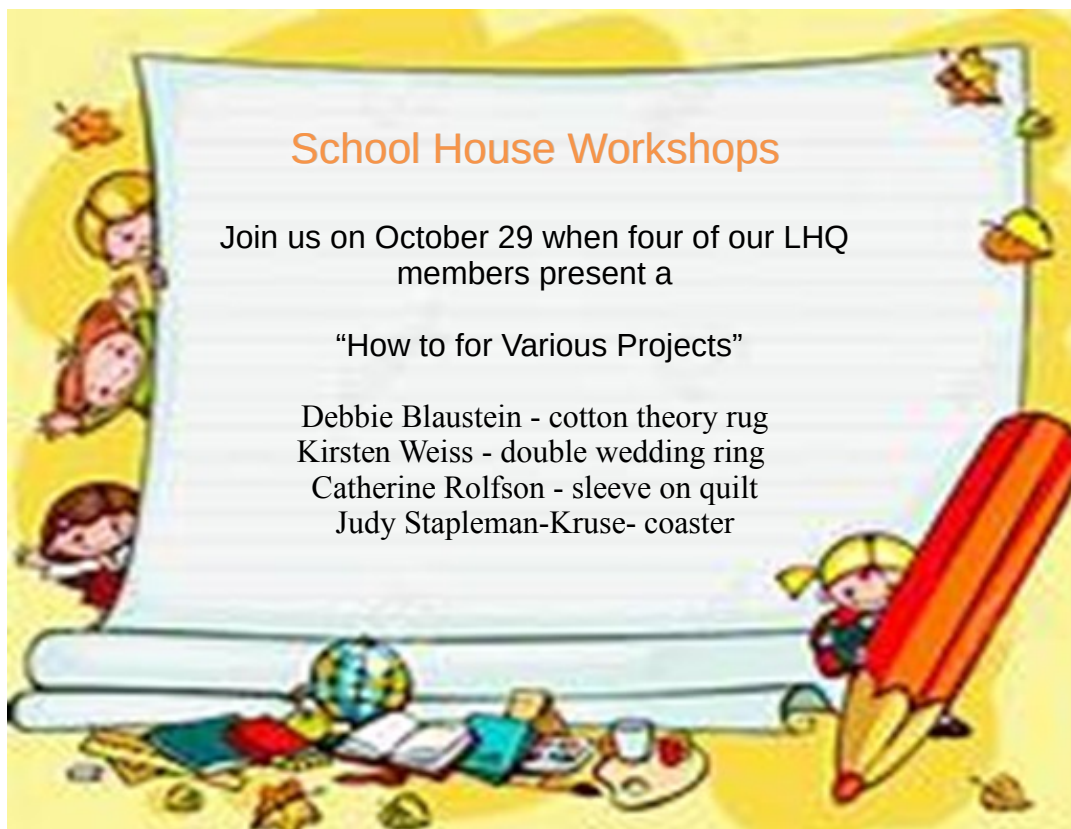 School House Workshops
Join us on October 29 when four of our LHQ
members present a
“How to for Various Projects”
Debbie Blaustein - cotton theory rug
Kirsten Weiss - double wedding ring
Catherine Rolfson - sleeve on quilt
Judy Stapleman-Kruse- coaster